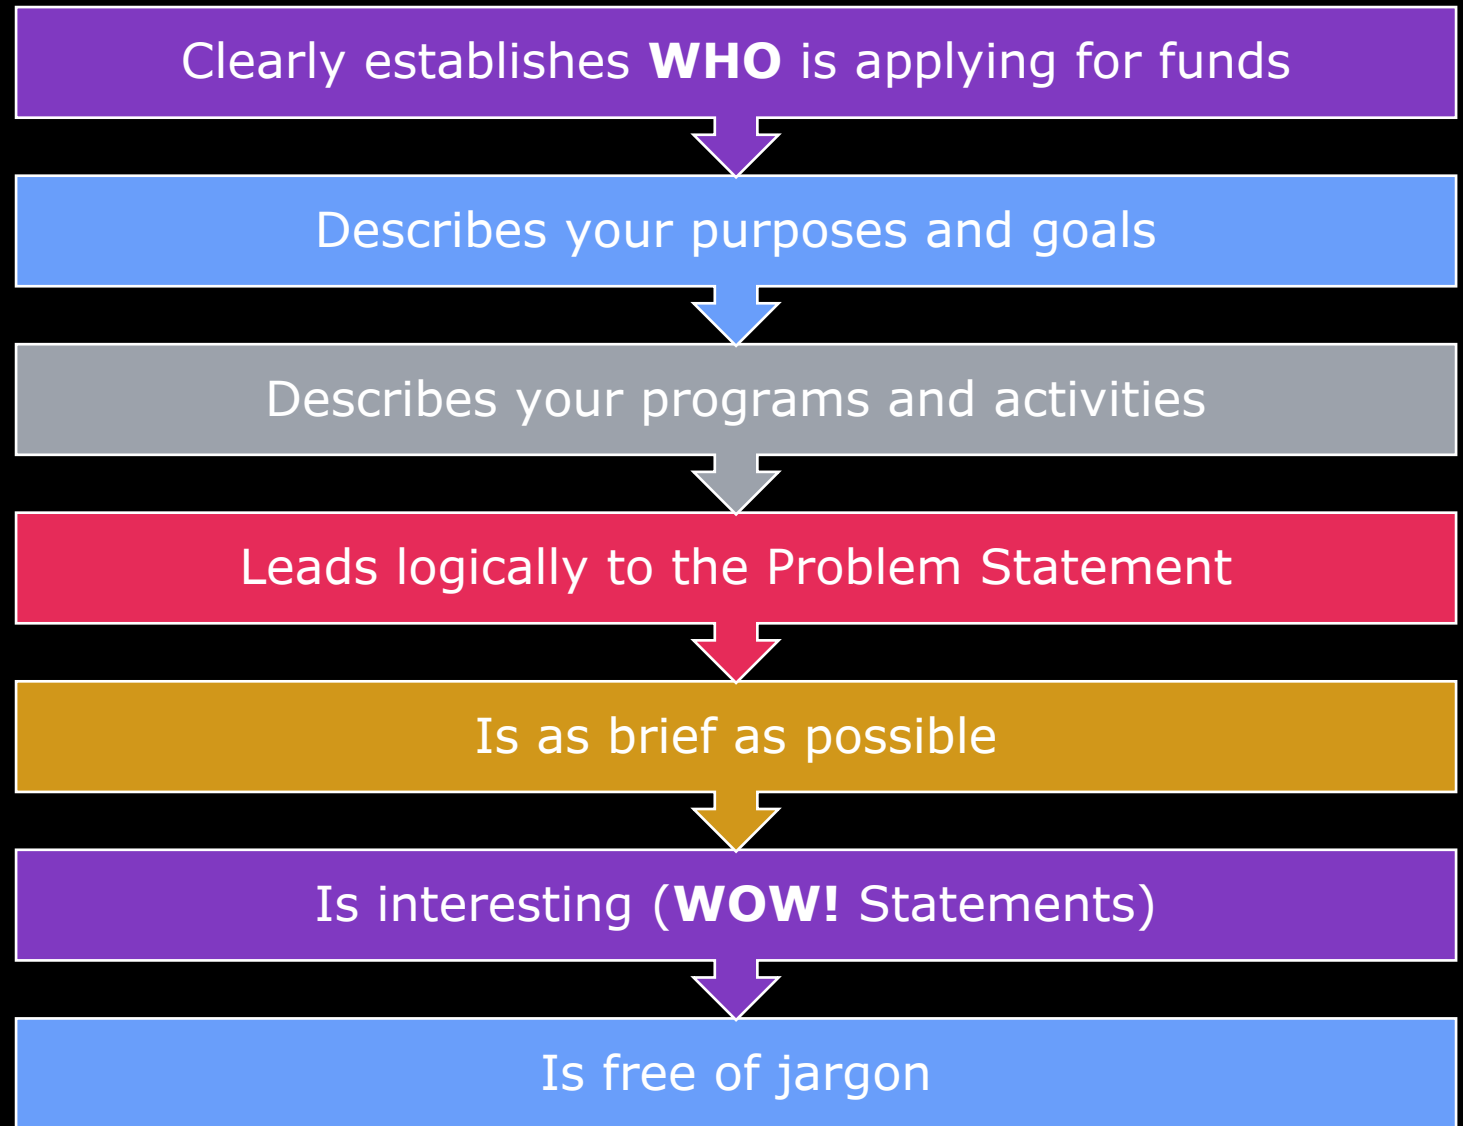 Clearly establishes WHO is applying for funds
Describes your purposes and goals
Describes your programs and activities
Leads logically to the Problem Statement
Is as brief as possible
Is interesting (WOW! Statements)
Is free of jargon